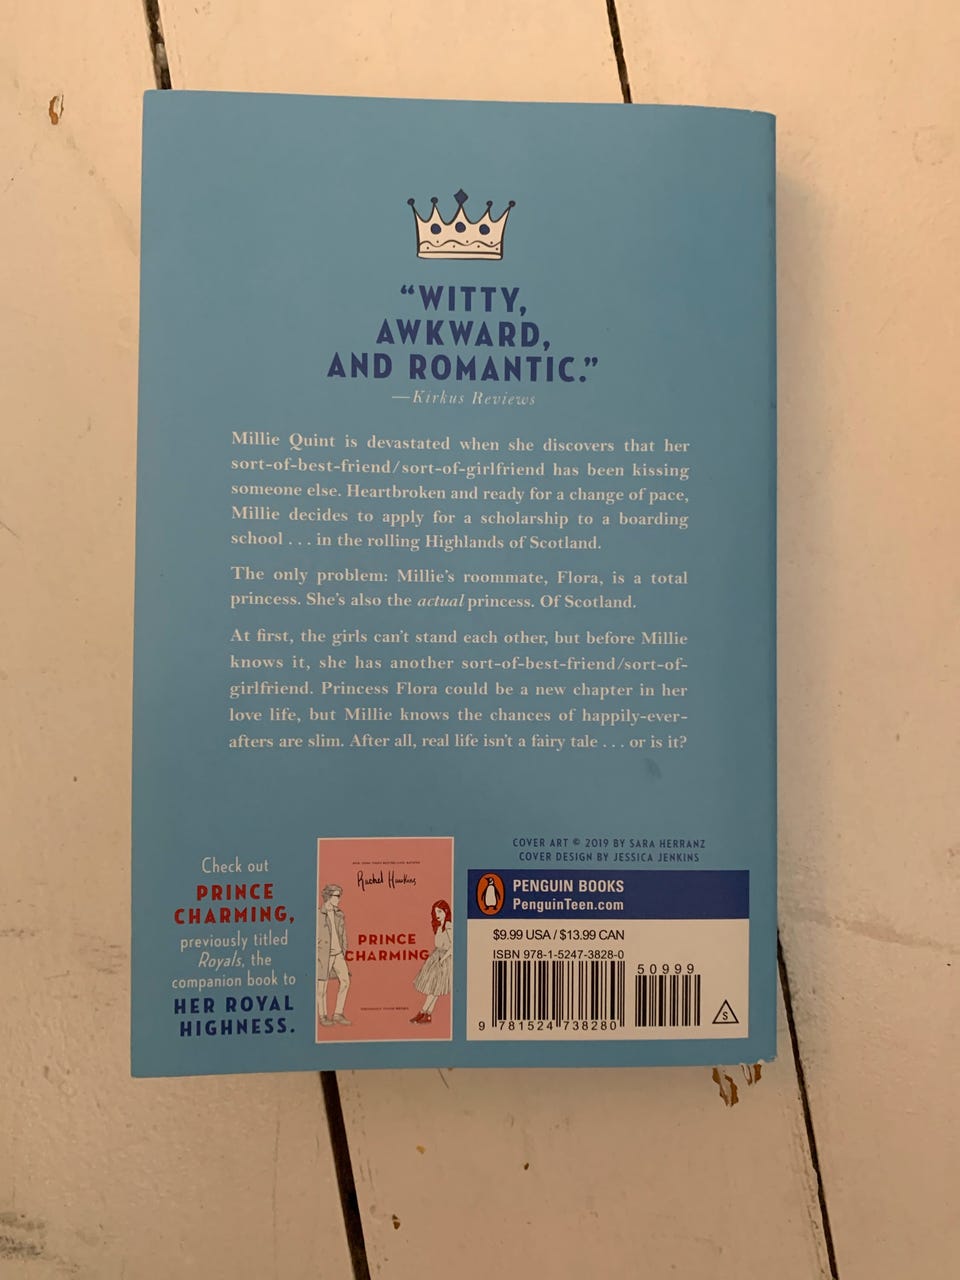 “WITTY,
AWKWARD,
AND ROMANTIC.”
—Kirkus Reviews
Millie Quint is devastated when she discovers that her
sort-of-best-friend/sort-of-girlfriend has been kissing
someone else. Heartbroken and ready for a change of pace,
Millie decides to apply for a scholarship to a boarding
school . . . in the rolling Highlands of Scotland.
The only problem: Millie’s roommate, Flora, is a total
princess. She’s also the actual princess. Of Scotland.
At first, the girls can’t stand each other, but before Millie
knows it, she has another sort-of-best-friend/sort-of-
girlfriend. Princess Flora could be a new chapter in her
love life, but Millie knows the chances of happily-ever-
afters are slim. After all, real life isn’t a fairy tale . . . or is it?
Check out
PRINCE
CHARMING,
previously titled
Royals, the
companion book to
HER ROYAL
HIGHNESS.
Rachel Hawkins
PRINCE
CHARMING
COVER ART © 2019 BY SARA HERRANZ
COVER DESIGN BY JESSICA JENKINS
PENGUIN BOOKS
PenguinTeen.com
$9.99 USA / $13.99 CAN
ISBN 978-1-5247-3828-0
50999
9 781524 738280
S